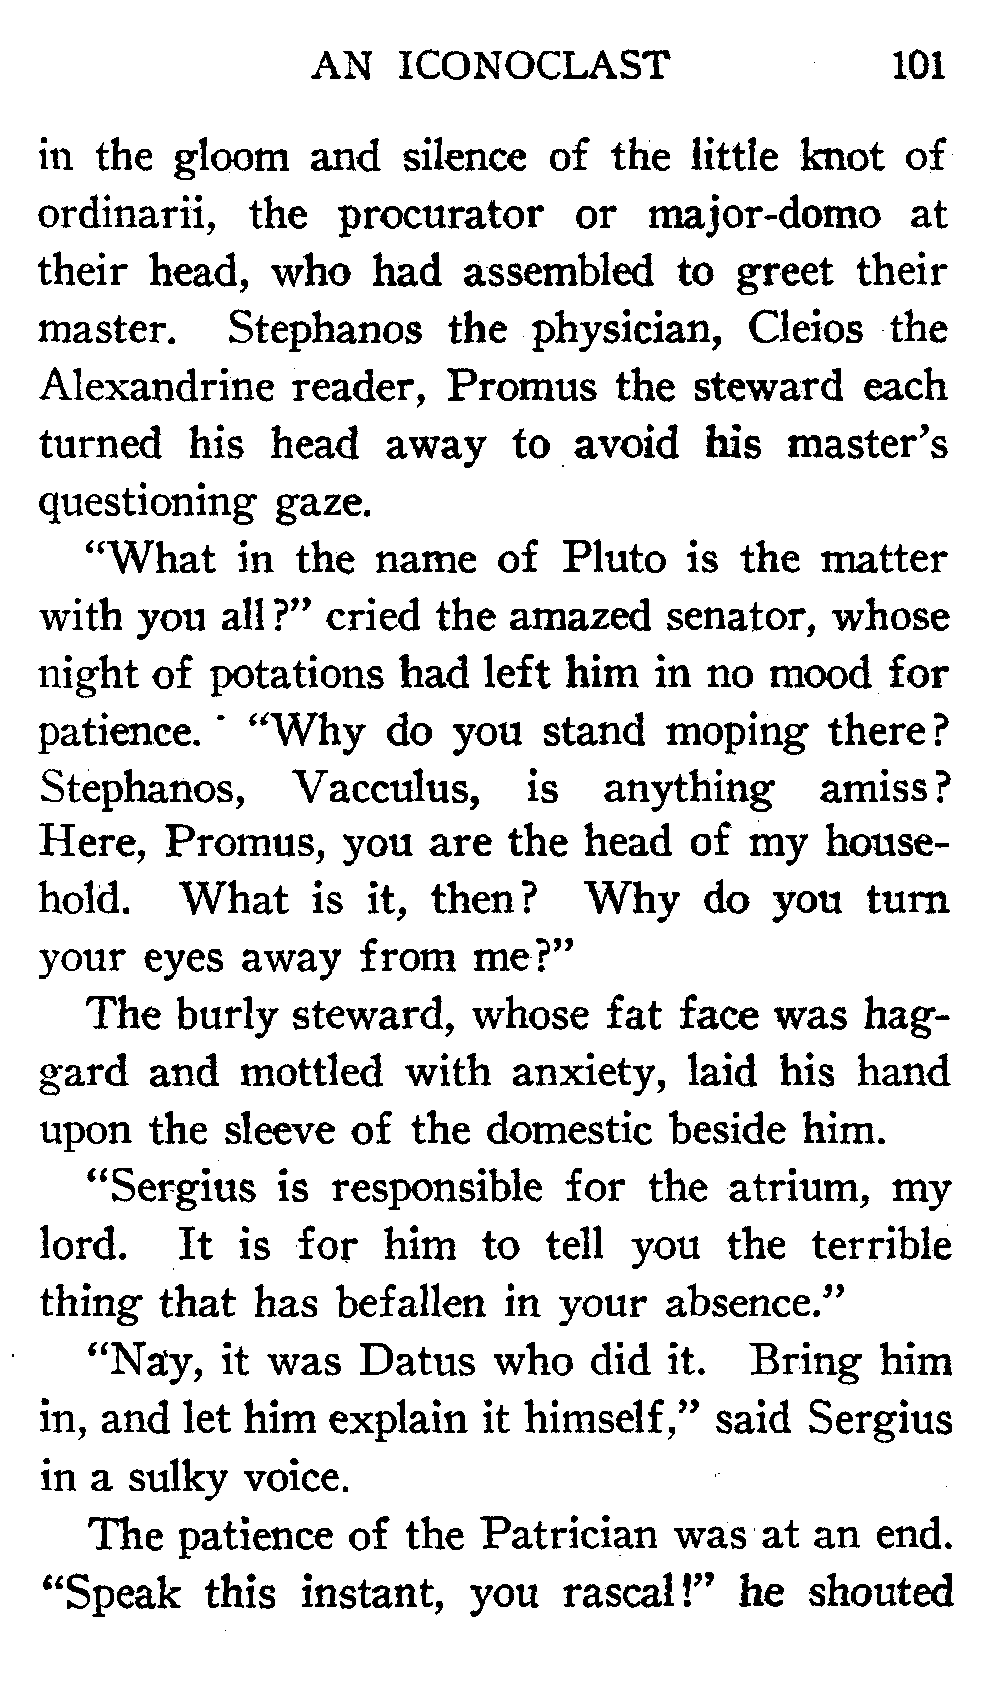 AN ICONOCLAST 101
in the gloom and silence of the little knot of
ordinarii, the procurator or major-domo at
their head, who had assembled to greet their
master. Stephanos the physician, Cleios the
Alexandrine reader, Promus the steward each
turned his head away to avoid his master's
questioning gaze.
"What in the name of Pluto is the matter
with you all?" cried the amazed senator, whose
night of potations had left him in no mood for
patience. "Why do you stand moping there?
Stephanos, Vacculus, is anything amiss?
Here, Promus, you are the head of my house-
hold. What is it, then? Why do you turn
your eyes away from me?"
The burly steward, whose fat face was hag-
gard and mottled with anxiety, laid his hand
upon the sleeve of the domestic beside him.
"Sergius is responsible for the atrium, my
lord. It is for him to tell you the terrible
thing that has befallen in your absence."
"Nay, it was Datus who did it. Bring him
in, and let him explain it himself," said Sergius
in a sulky voice.
The patience of the Patrician was at an end.
"Speak this instant, you rascal!" he shouted